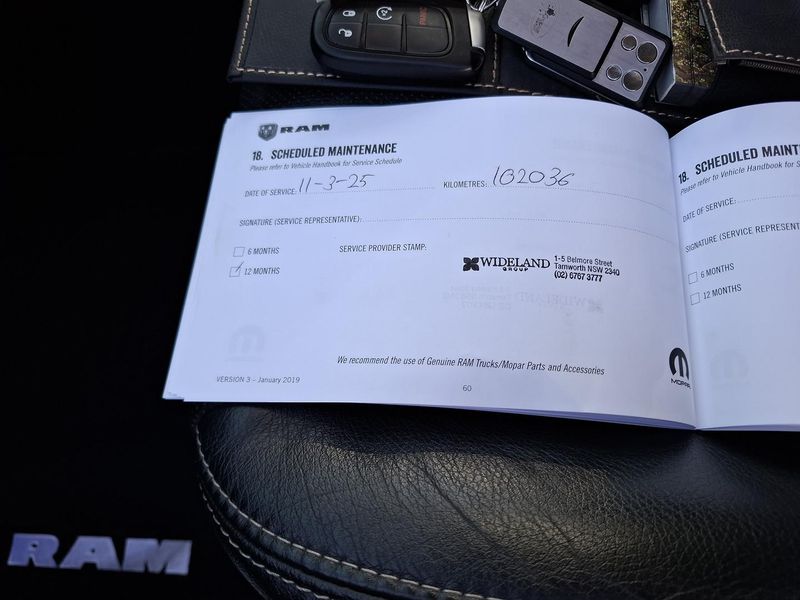 PANIC
RAM
18. SCHEDULED MAINTENANCE
Please refer to Vehicle Handbook for Service Schedule
DATE OF SERVICE: 11-3-25 KILOMETRES: 102036
SIGNATURE (SERVICE REPRESENTATIVE):
6 MONTHS
12 MONTHS
SERVICE PROVIDER STAMP:
WIDELAND
GROUP
1-5 Belmore Street
Tamworth NSW 2340
(02) 6767 3777
We recommend the use of Genuine RAM Trucks/Mopar Parts and Accessories
MOPAR
VERSION 3 – January 2019
60
18. SCHEDULED MAINT
Please refer to Vehicle Handbook for S
DATE OF SERVICE:
SIGNATURE (SERVICE REPRESENT
6 MONTHS
12 MONTHS
RAM